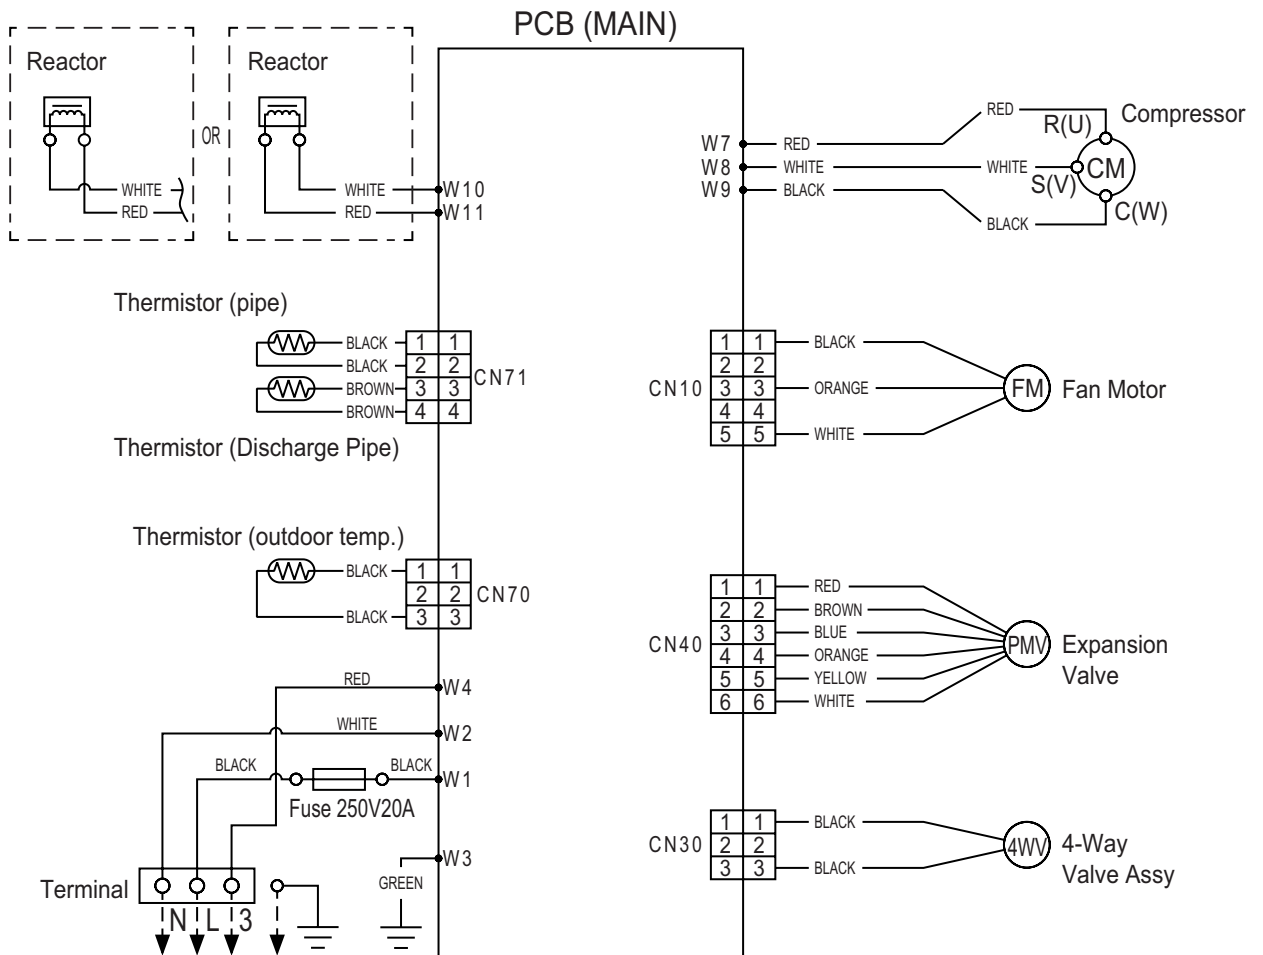 PCB (MAIN)
Reactor
WHITE
RED
OR
Reactor
WHITE
RED
W10
W11
W7 RED RED R(U) Compressor
W8 WHITE WHITE S(V) CM
W9 BLACK BLACK C(W)
Thermistor (pipe)
BLACK 1 1
BLACK 2 2
BROWN 3 3
BROWN 4 4
CN71
Thermistor (Discharge Pipe)
CN10
1 1 BLACK
2 2
3 3 ORANGE
4 4
5 5 WHITE
FM Fan Motor
Thermistor (outdoor temp.)
BLACK 1 1
2 2 CN70
BLACK 3 3
CN40
1 1 RED
2 2 BROWN
3 3 BLUE
4 4 ORANGE
5 5 YELLOW
6 6 WHITE
PMV Expansion
Valve
RED W4
WHITE W2
BLACK BLACK W1
Fuse 250V20A
W3
GREEN
Terminal
N L 3
CN30
1 1 BLACK
2 2
3 3 BLACK
4WV 4-Way
Valve Assy